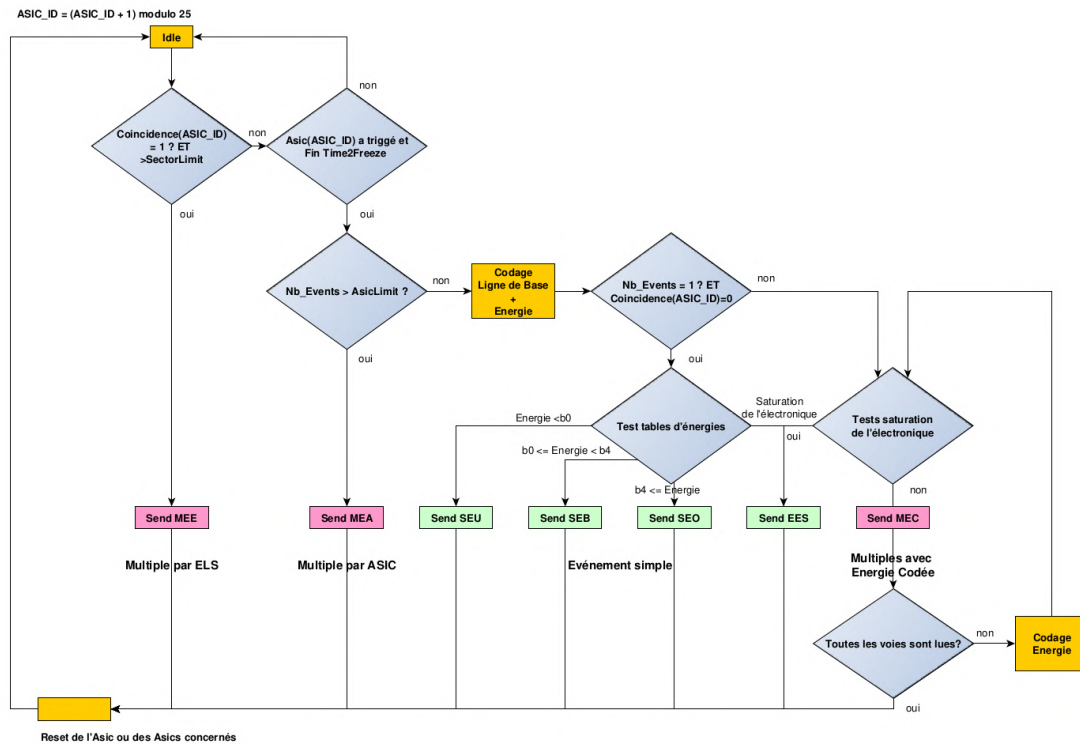 ASIC_ID = (ASIC_ID + 1) modulo 25
Idle
non
Coincidence(ASIC_ID)
= 1 ? ET
>SectorLimit
non
Asic(ASIC_ID) a triggé et
Fin Time2Freeze
oui
oui
Nb_Events > AsicLimit ?
non
Codage
Ligne de Base
+
Energie
Nb_Events = 1 ? ET
Coincidence(ASIC_ID)=0
non
oui
oui
Test tables d'énergies
Saturation
de l'électronique
oui
Tests saturation
de l'électronique
Energie <b0
b0 <= Energie < b4
b4 <= Energie
non
Send MEE
Send MEA
Send SEU
Send SEB
Send SEO
Send EES
Send MEC
Multiple par ELS
Multiple par ASIC
Evénement simple
Multiples avec
Energie Codée
Toutes les voies sont lues?
non
Codage
Energie
oui
Reset de l'Asic ou des Asics concernés